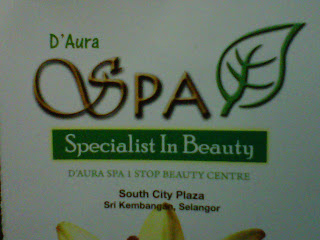 D'Aura
SPA
Specialist In Beauty
D'AURA SPA 1 STOP BEAUTY CENTRE
South City Plaza
Sri Kembangan, Selangor